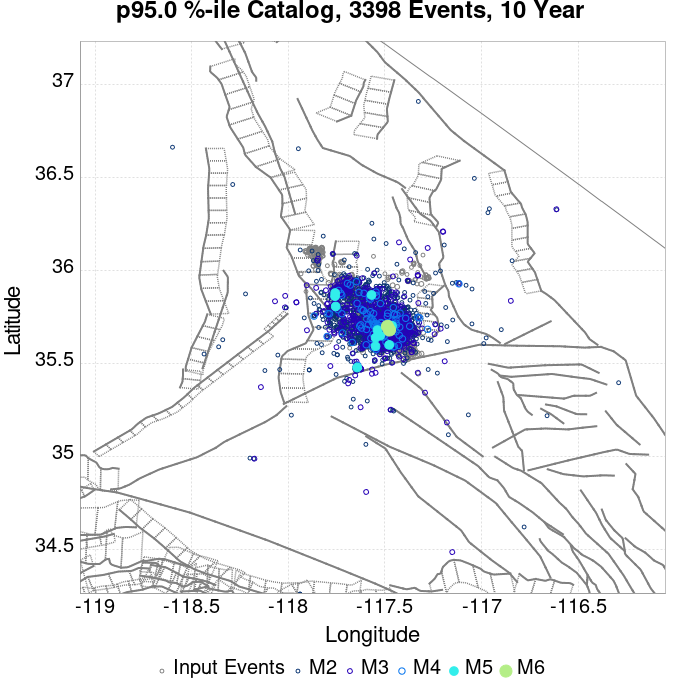 p95.0 %-ile Catalog, 3398 Events, 10 Year
37
36.5
36
35.5
35
34.5
Latitude
-119 -118.5 -118 -117.5 -117 -116.5
Longitude
Input Events M2 M3 M4 M5 M6